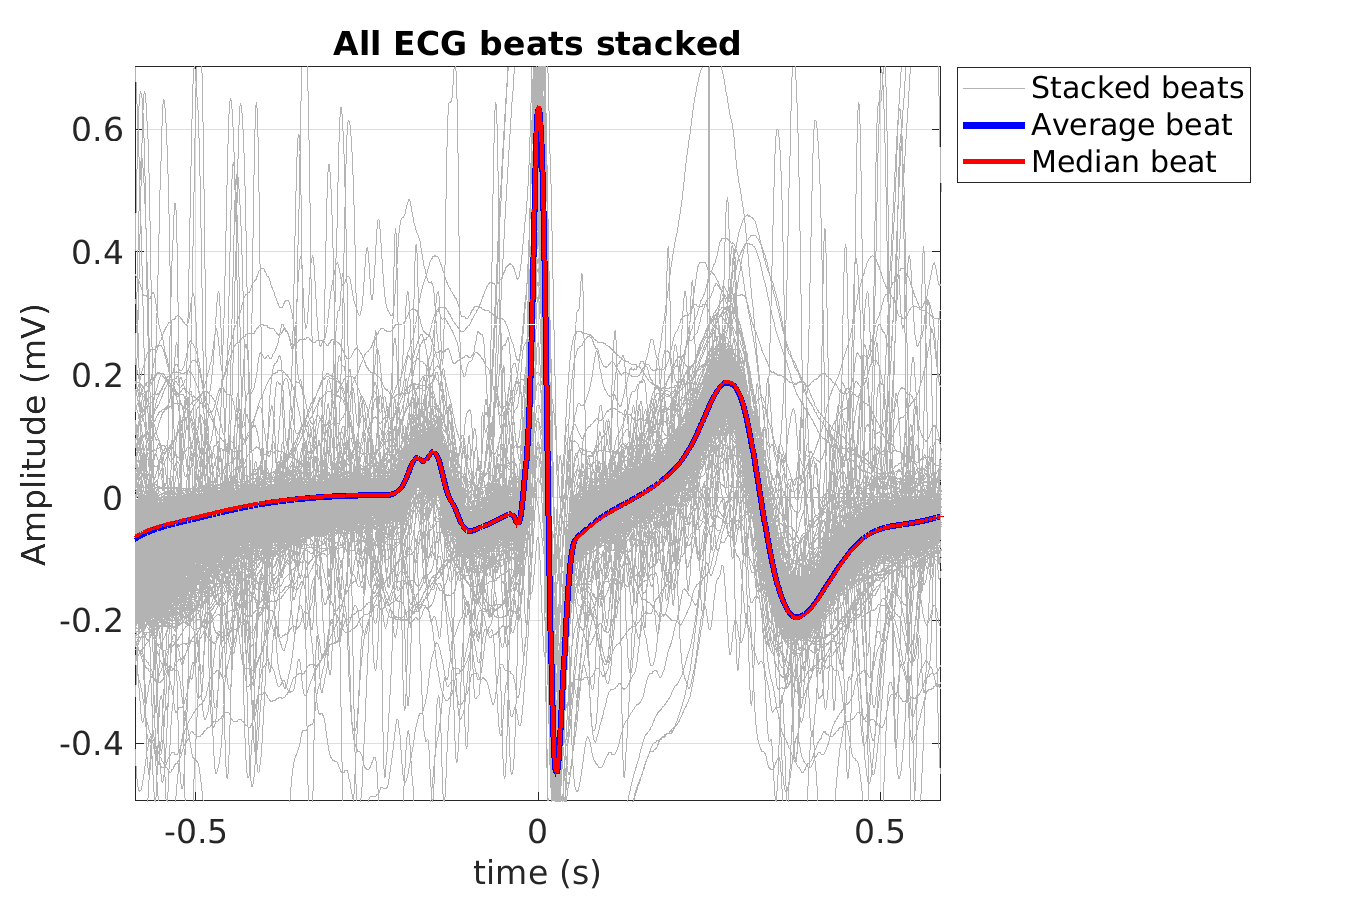 All ECG beats stacked
Stacked beats
Average beat
Median beat
Amplitude (mV)
0.6
0.4
0.2
0
-0.2
-0.4
-0.5
0
0.5
time (s)